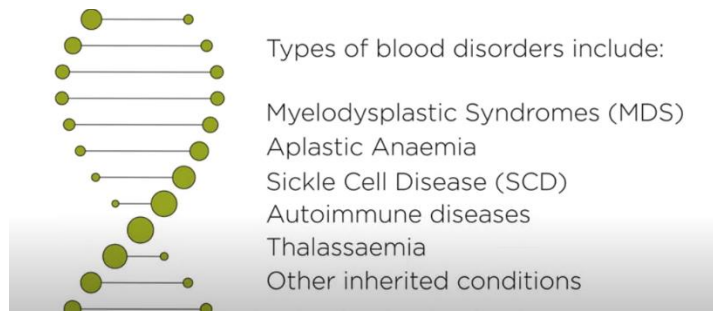 Types of blood disorders include:
Myelodysplastic Syndromes (MDS)
Aplastic Anaemia
Sickle Cell Disease (SCD)
Autoimmune diseases
Thalassaemia
Other inherited conditions